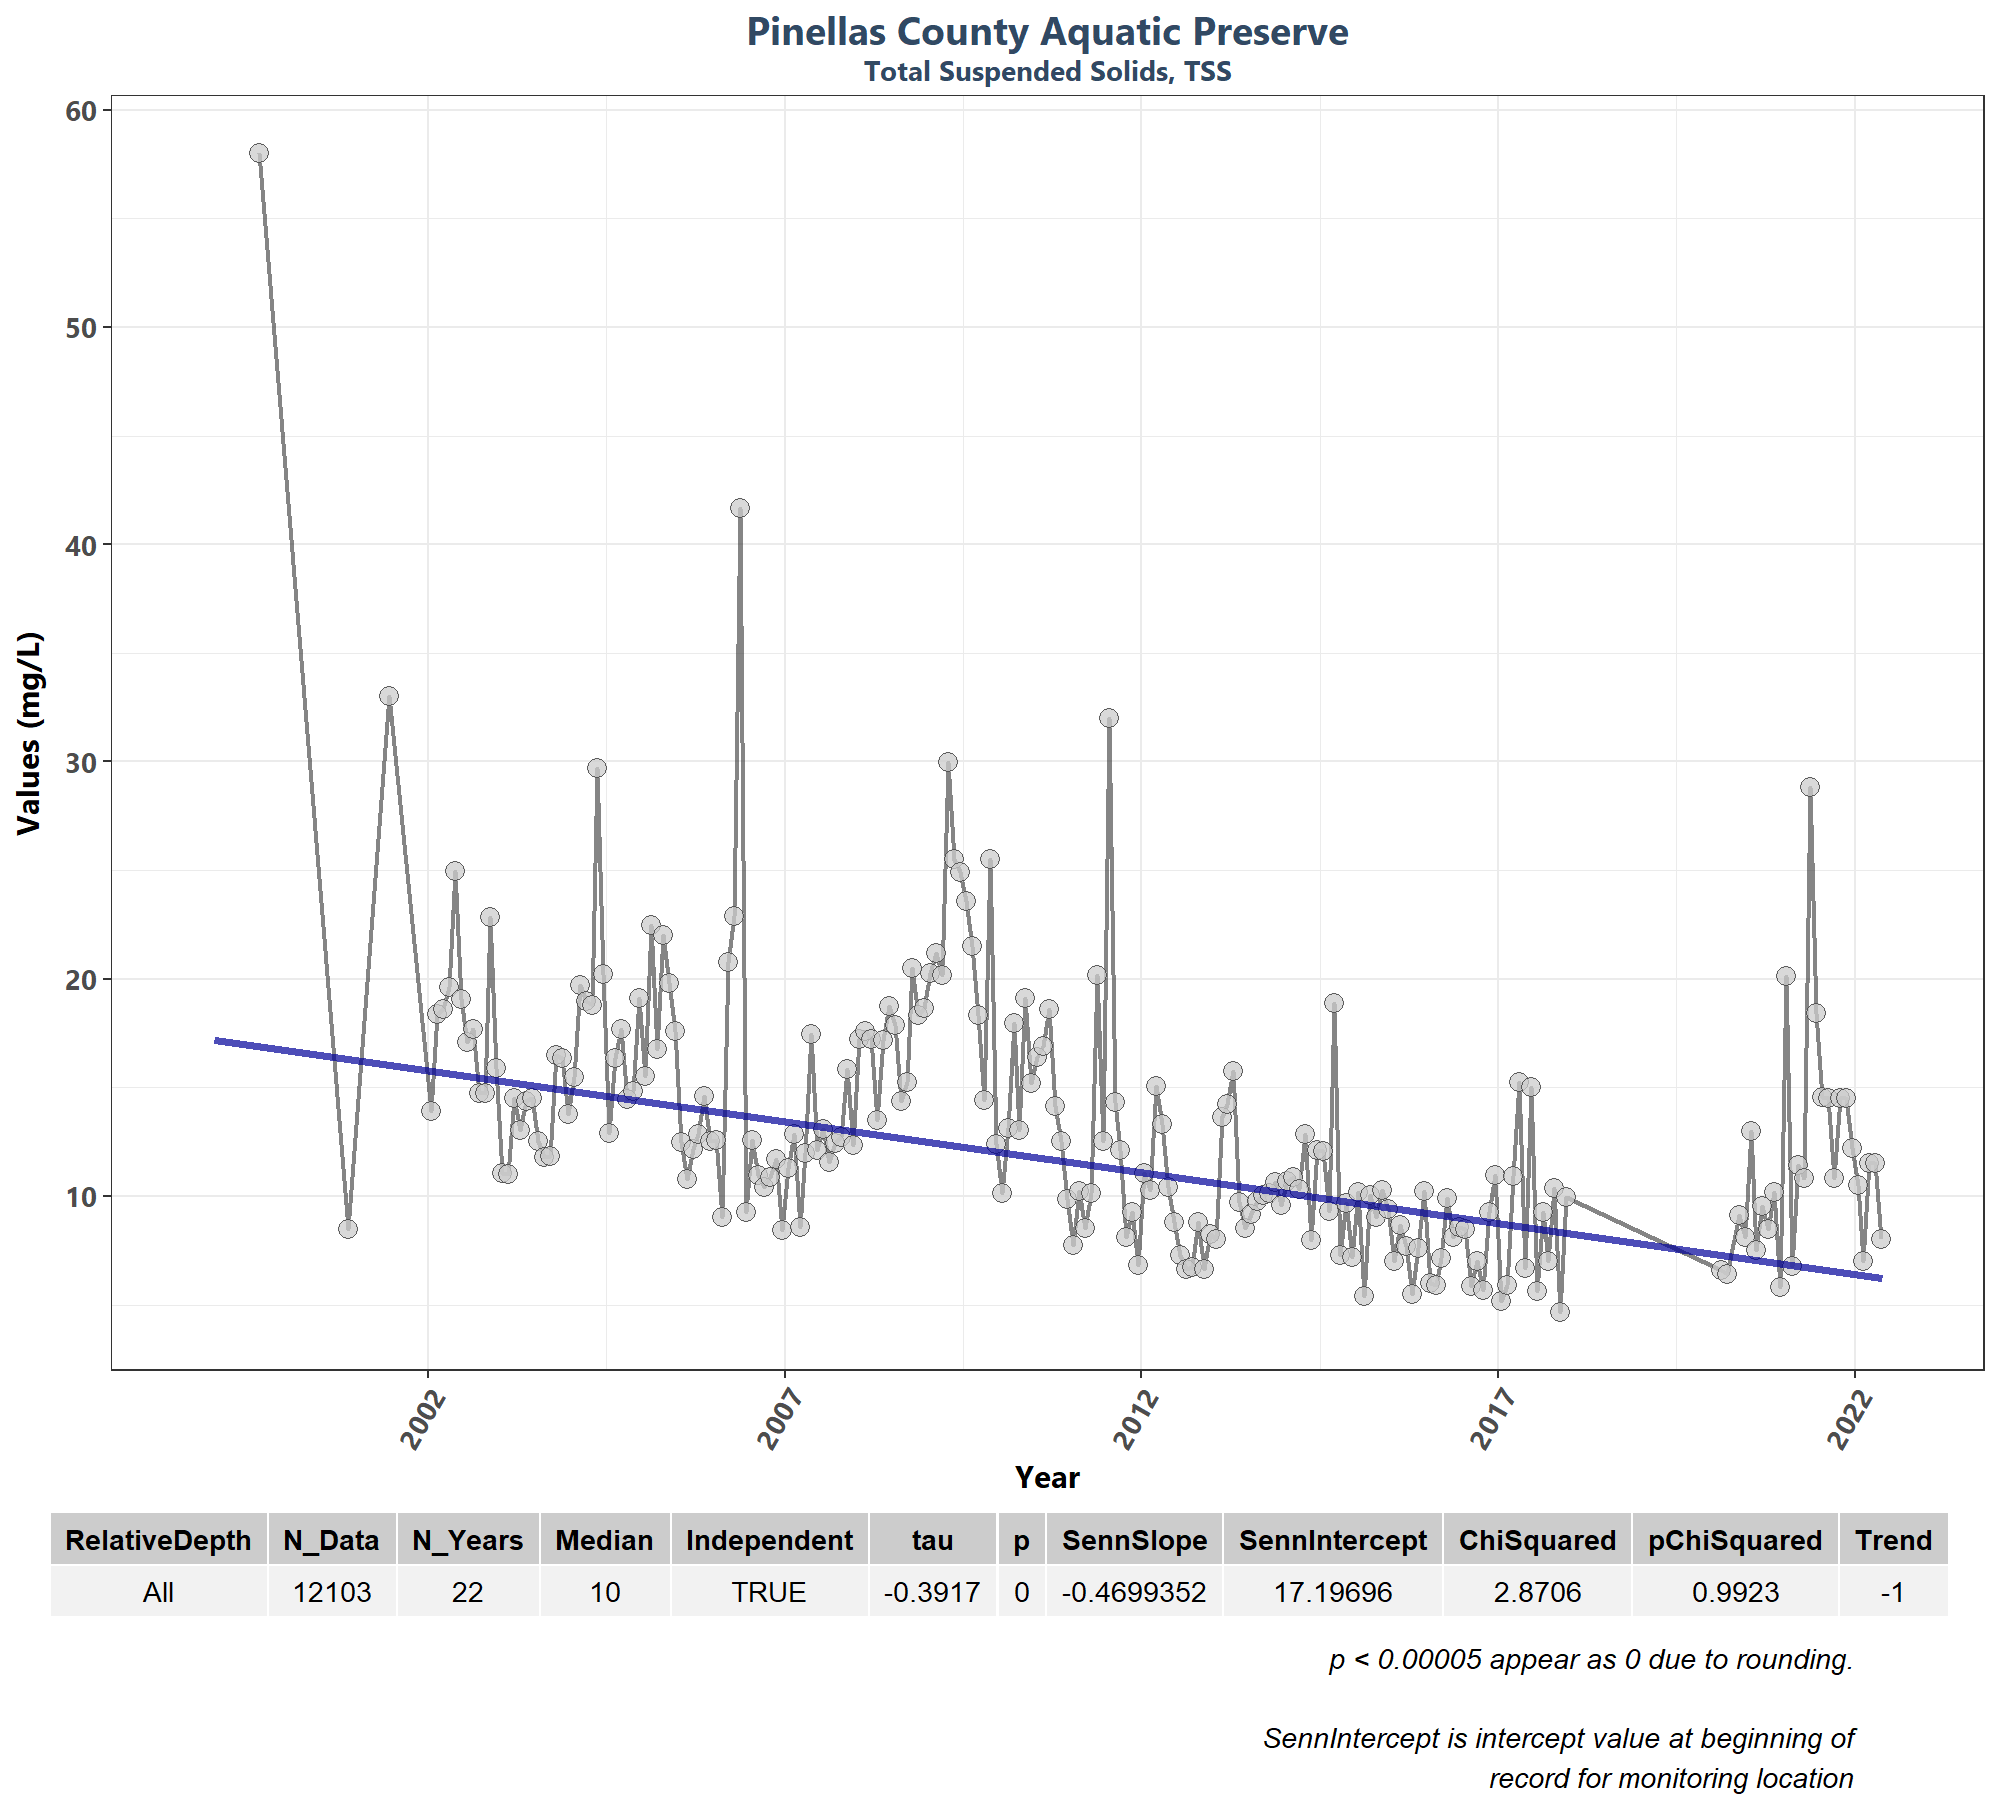 Pinellas County Aquatic Preserve
Total Suspended Solids, TSS
60
50
40
30
20
10
Values (mg/L)
2002
2007
2012
2017
2022
Year
RelativeDepth N_Data N_Years Median Independent tau p SennSlope SennIntercept ChiSquared pChiSquared Trend
All 12103 22 10 TRUE -0.3917 0 -0.4699352 17.19696 2.8706 0.9923 -1
p < 0.00005 appear as 0 due to rounding.
SennIntercept is intercept value at beginning of
record for monitoring location